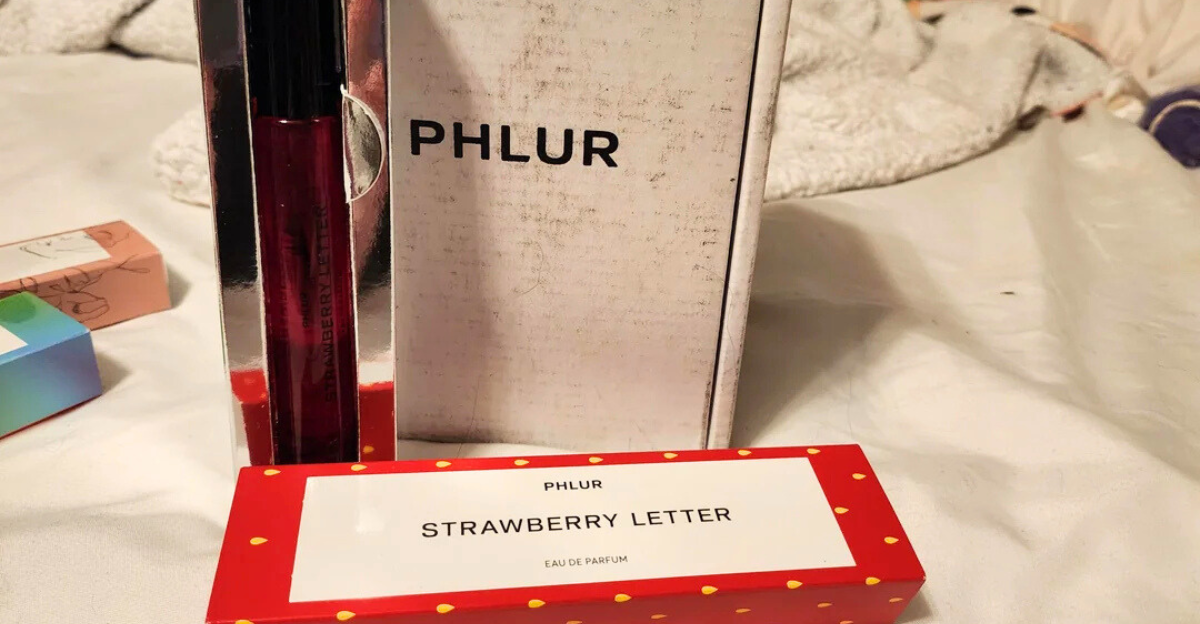 PHLUR
STRAWBERRY LETTER
PHLUR
STRAWBERRY LETTER
EAU DE PARFUM